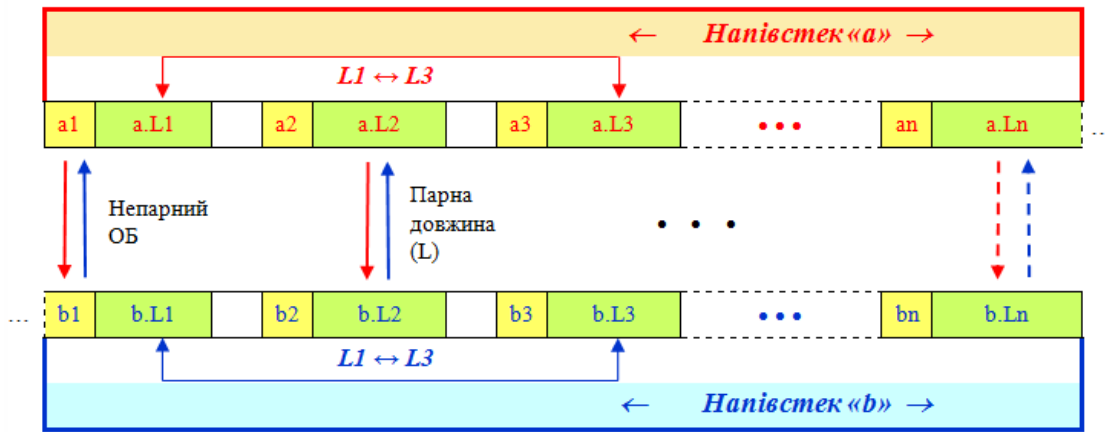 ← Напівстек «a» →
L1 ↔ L3
a1 a.L1 a2 a.L2 a3 a.L3 ••• an a.Ln ...
Непарний
ОБ
Парна
довжина
(L)
• • •
... b1 b.L1 b2 b.L2 b3 b.L3 ••• bn b.Ln
L1 ↔ L3
← Напівстек «b» →